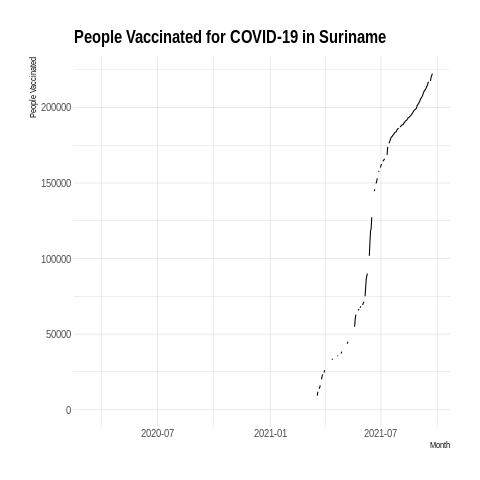 People Vaccinated for COVID-19 in Suriname
People Vaccinated
200000
150000
100000
50000
0
2020-07 2021-01 2021-07
Month